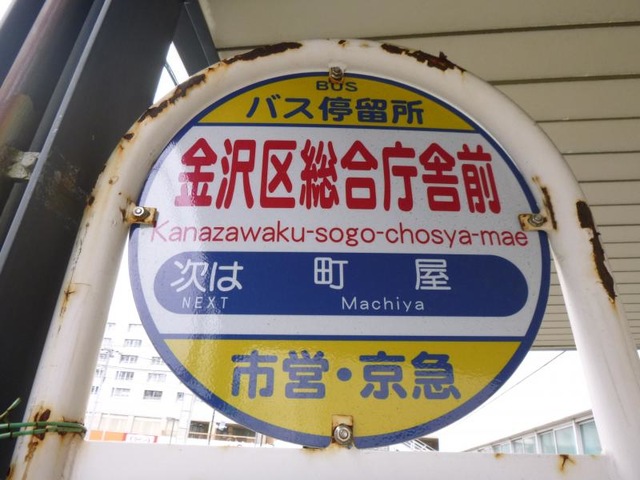 BUS
バス停留所
金沢区総合庁舎前
Kanazawaku-sogo-chosya-mae
次は 町屋
NEXT Machiya
市営・京急